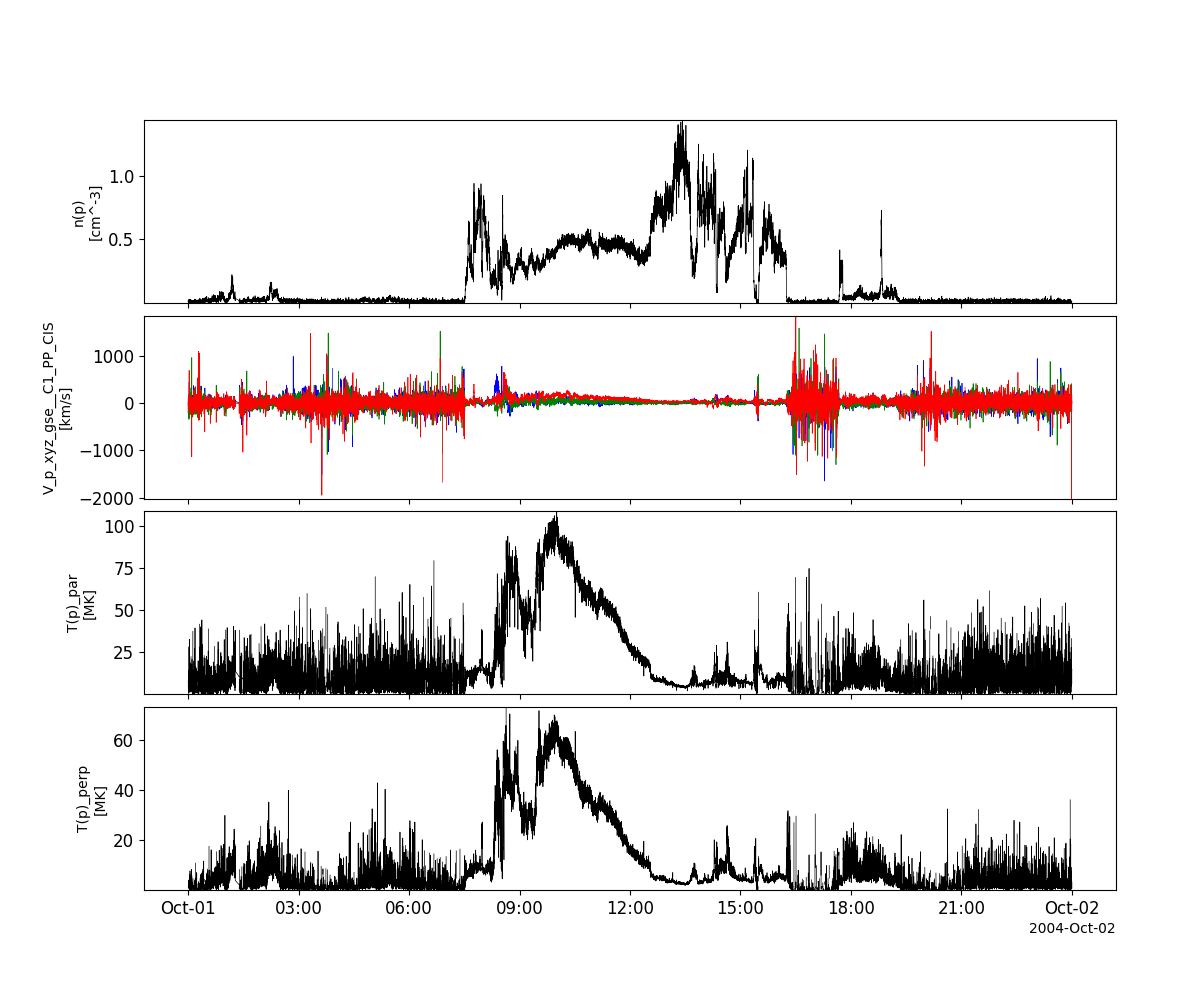 n(p)
[cm^-3]
1.0
0.5
V_p_xyz_gse__C1_PP_CIS
[km/s]
1000
0
−1000
−2000
T(p)_par
[MK]
100
75
50
25
T(p)_perp
[MK]
60
40
20
Oct-01 03:00 06:00 09:00 12:00 15:00 18:00 21:00 Oct-02
2004-Oct-02